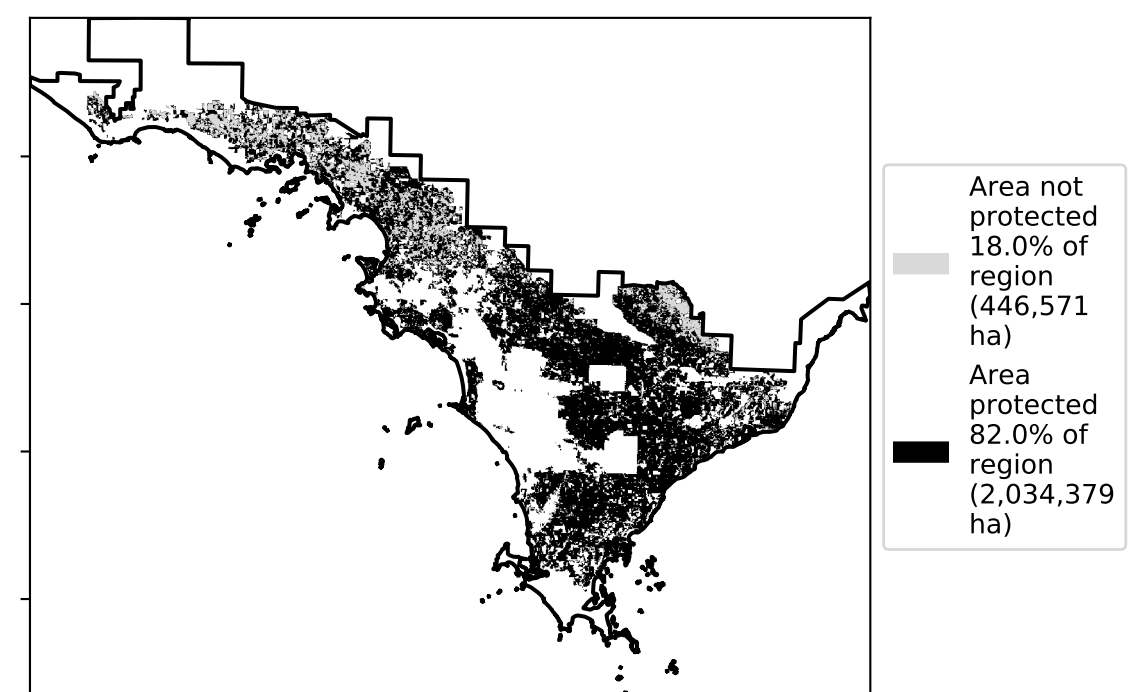 Area not
protected
18.0% of
region
(446,571
ha)
Area
protected
82.0% of
region
(2,034,379
ha)